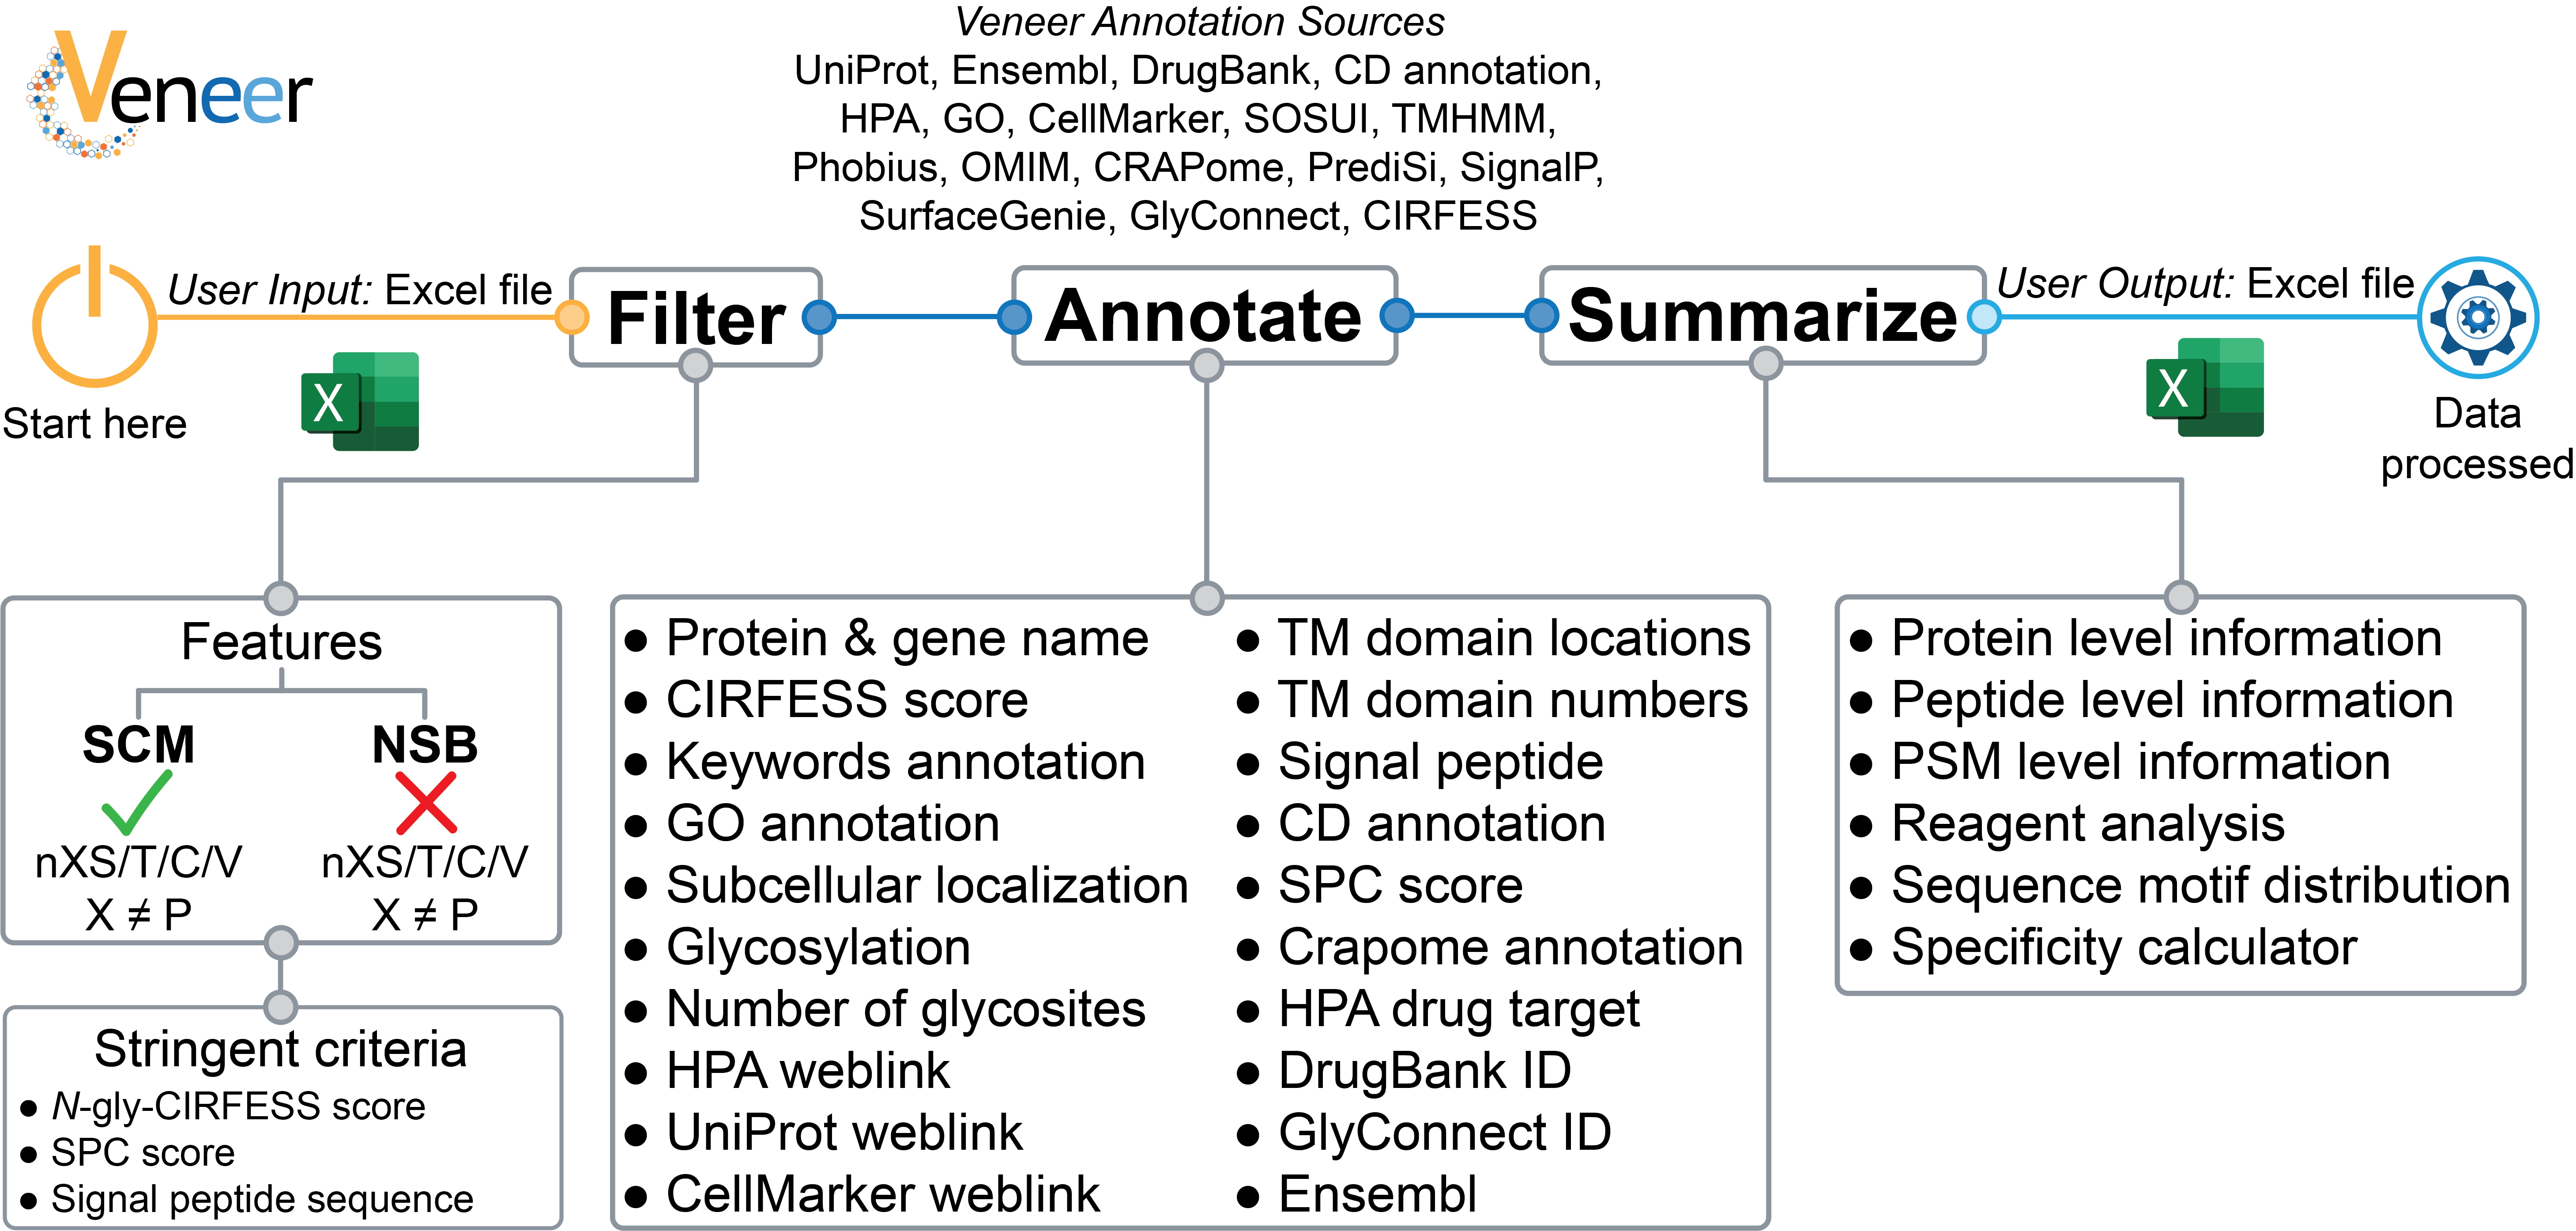 Veneer
Veneer Annotation Sources
UniProt, Ensembl, DrugBank, CD annotation,
HPA, GO, CellMarker, SOSUI, TMHMM,
Phobius, OMIM, CRAPome, PrediSi, SignalP,
SurfaceGenie, GlyConnect, CIRFESS
Start here
User Input: Excel file
X
Filter
Annotate
Summarize
User Output: Excel file
X
Data
processed
Features
SCM
NSB
nXS/T/C/V
X ≠ P
nXS/T/C/V
X ≠ P
Stringent criteria
● N-gly-CIRFESS score
● SPC score
● Signal peptide sequence
● Protein & gene name
● CIRFESS score
● Keywords annotation
● GO annotation
● Subcellular localization
● Glycosylation
● Number of glycosites
● HPA weblink
● UniProt weblink
● CellMarker weblink
● TM domain locations
● TM domain numbers
● Signal peptide
● CD annotation
● SPC score
● Crapome annotation
● HPA drug target
● DrugBank ID
● GlyConnect ID
● Ensembl
● Protein level information
● Peptide level information
● PSM level information
● Reagent analysis
● Sequence motif distribution
● Specificity calculator